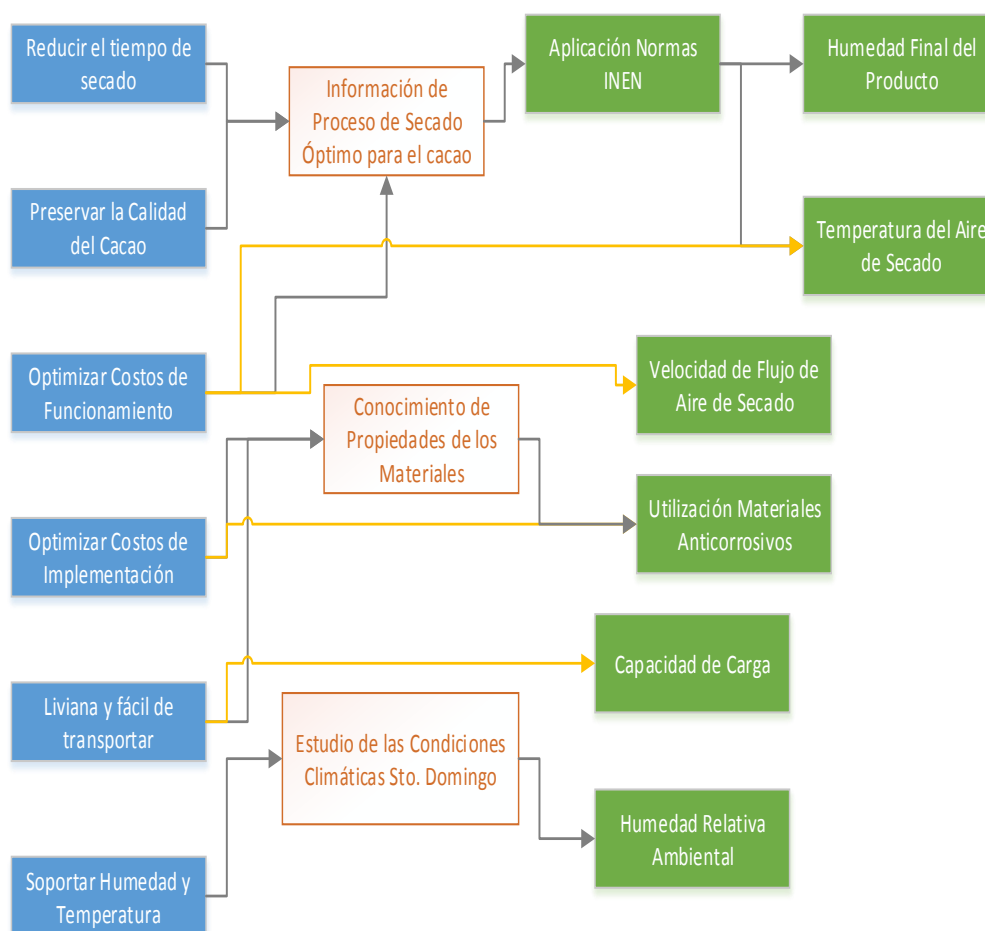 Reducir el tiempo de
secado
Información de
Proceso de Secado
Óptimo para el cacao
Aplicación Normas
INEN
Humedad Final del
Producto
Preservar la Calidad
del Cacao
Temperatura del Aire
de Secado
Optimizar Costos de
Funcionamiento
Velocidad de Flujo de
Aire de Secado
Conocimiento de
Propiedades de los
Materiales
Optimizar Costos de
Implementación
Utilización Materiales
Anticorrosivos
Liviana y fácil de
transportar
Capacidad de Carga
Estudio de las Condiciones
Climáticas Sto. Domingo
Humedad Relativa
Ambiental
Soportar Humedad y
Temperatura